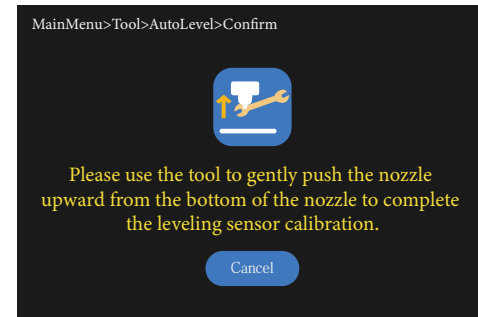 MainMenu>Tool>AutoLevel>Confirm
Please use the tool to gently push the nozzle
upward from the bottom of the nozzle to complete
the leveling sensor calibration.
Cancel